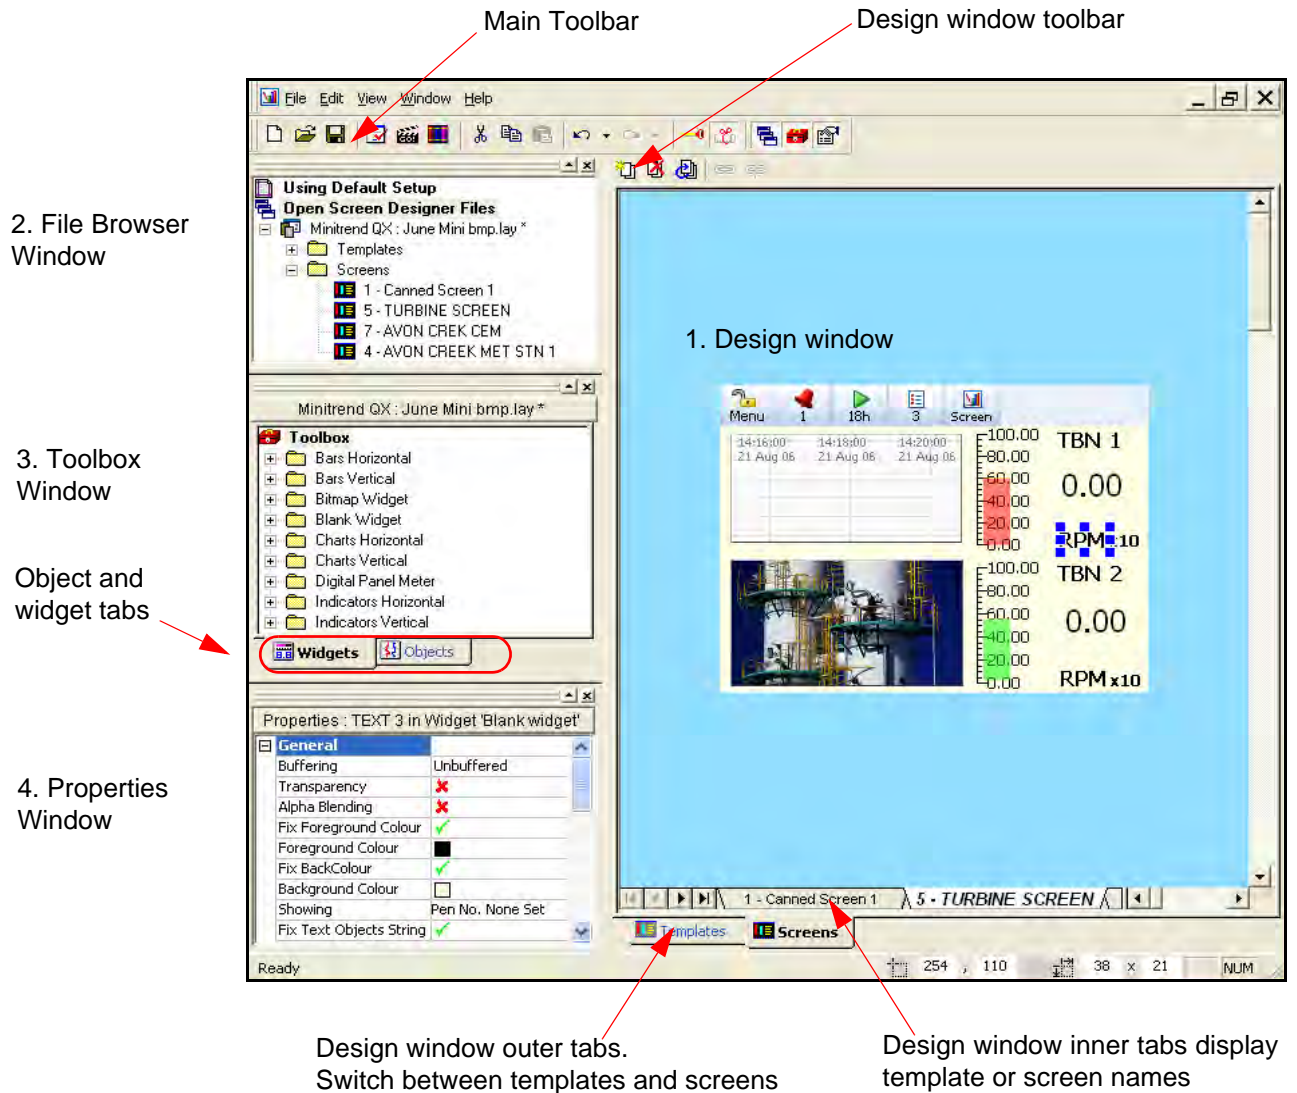 Main Toolbar
Design window toolbar
File Edit View Window Help
2. File Browser
Window
Using Default Setup
Open Screen Designer Files
Minitrend QX : June Mini bmp.lay *
Templates
Screens
1 - Canned Screen 1
5 - TURBINE SCREEN
7 - AVON CREK CEM
4 - AVON CREEK MET STN 1
3. Toolbox
Window
Minitrend QX : June Mini bmp.lay *
Toolbox
Bars Horizontal
Bars Vertical
Bitmap Widget
Blank Widget
Charts Horizontal
Charts Vertical
Digital Panel Meter
Indicators Horizontal
Indicators Vertical
Object and
widget tabs
Widgets Objects
4. Properties
Window
Properties : TEXT 3 in Widget 'Blank widget'
General
Buffering Unbuffered
Transparency
Alpha Blending
Fix Foreground Colour
Foreground Colour
Fix BackColour
Background Colour
Showing Pen No. None Set
Fix Text Objects String
1. Design window
Menu 1 18h 3 Screen
14:16:00 14:18:00 14:20:00
21 Aug 06 21 Aug 06 21 Aug 06
100.00
80.00
60.00
40.00
20.00
0.00
TBN 1
0.00
RPM x10
100.00
80.00
60.00
40.00
20.00
0.00
TBN 2
0.00
RPM x10
1 - Canned Screen 1 5 - TURBINE SCREEN
Templates Screens
Ready 254 , 110 38 x 21 NUM
Design window outer tabs.
Switch between templates and screens
Design window inner tabs display
template or screen names